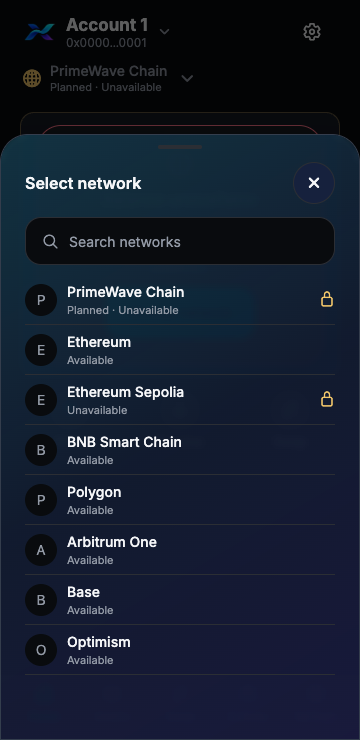 Account 1
0x0000...0001
PrimeWave Chain
Planned · Unavailable
Select network
Search networks
P
PrimeWave Chain
Planned · Unavailable
E
Ethereum
Available
E
Ethereum Sepolia
Unavailable
B
BNB Smart Chain
Available
P
Polygon
Available
A
Arbitrum One
Available
B
Base
Available
O
Optimism
Available